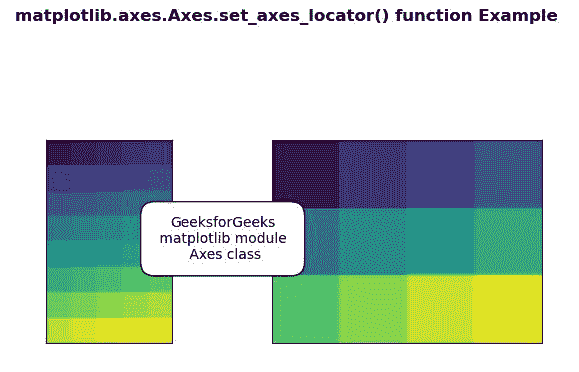 matplotlib.axes.Axes.set_axes_locator() function Example
GeeksforGeeks
matplotlib module
Axes class